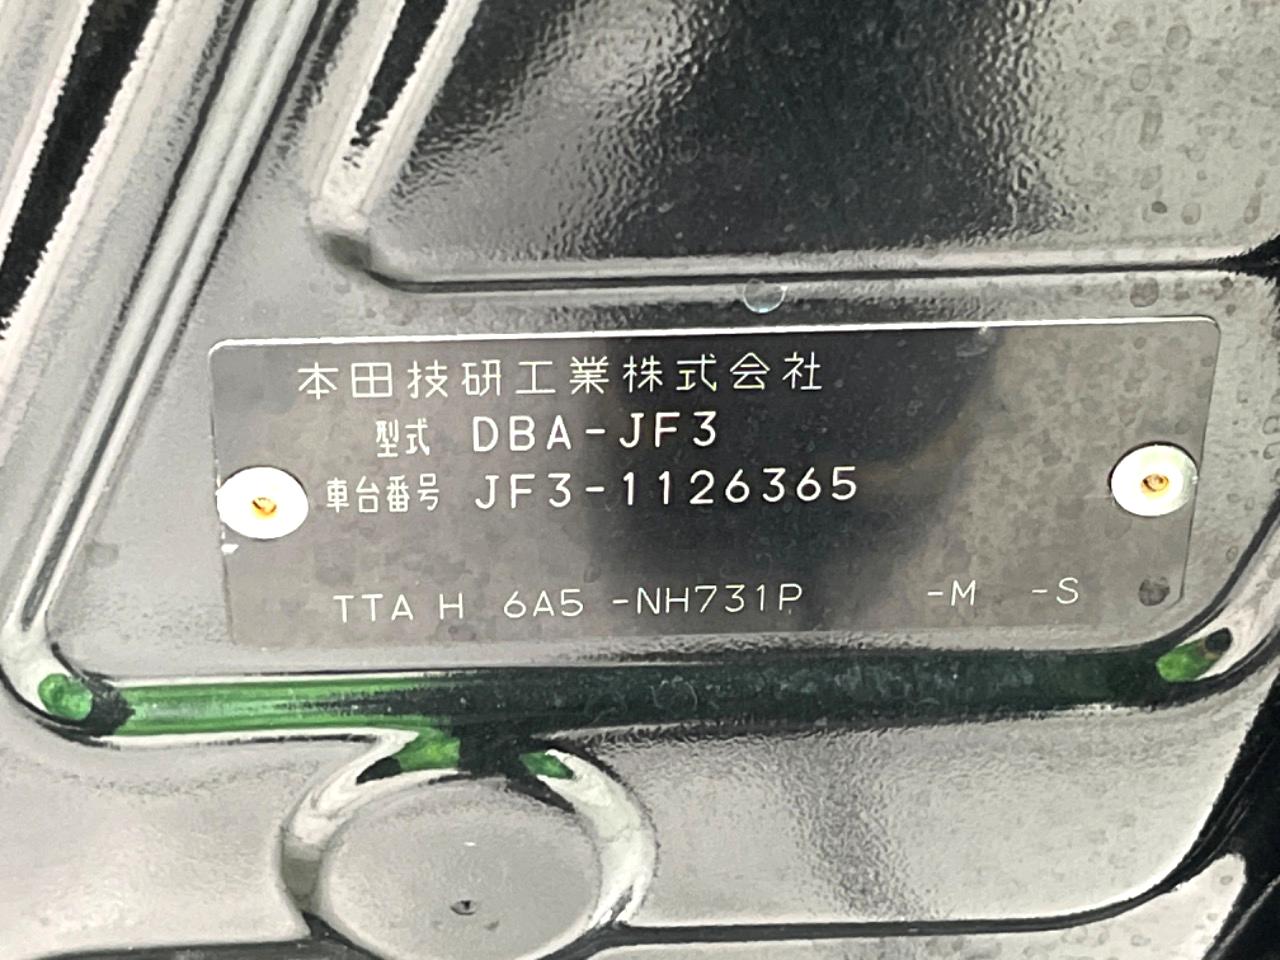 本田技研工業株式会社
型式 DBA-JF3
車台番号 JF3-1126365
TTA H 6A5 -NH731P -M -S